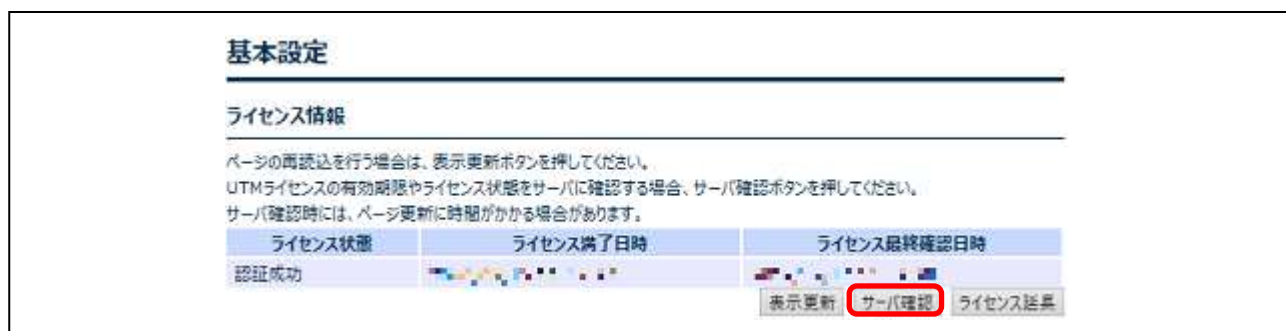 基本設定
ライセンス情報
ページの再読込を行う場合は、表示更新ボタンを押してください。
UTMライセンスの有効期限やライセンス状態をサーバに確認する場合、サーバ確認ボタンを押してください。
サーバ確認時には、ページ更新に時間がかかる場合があります。
ライセンス状態 ライセンス満了日時 ライセンス最終確認日時
認証成功
表示更新 サーバ確認 ライセンス延長